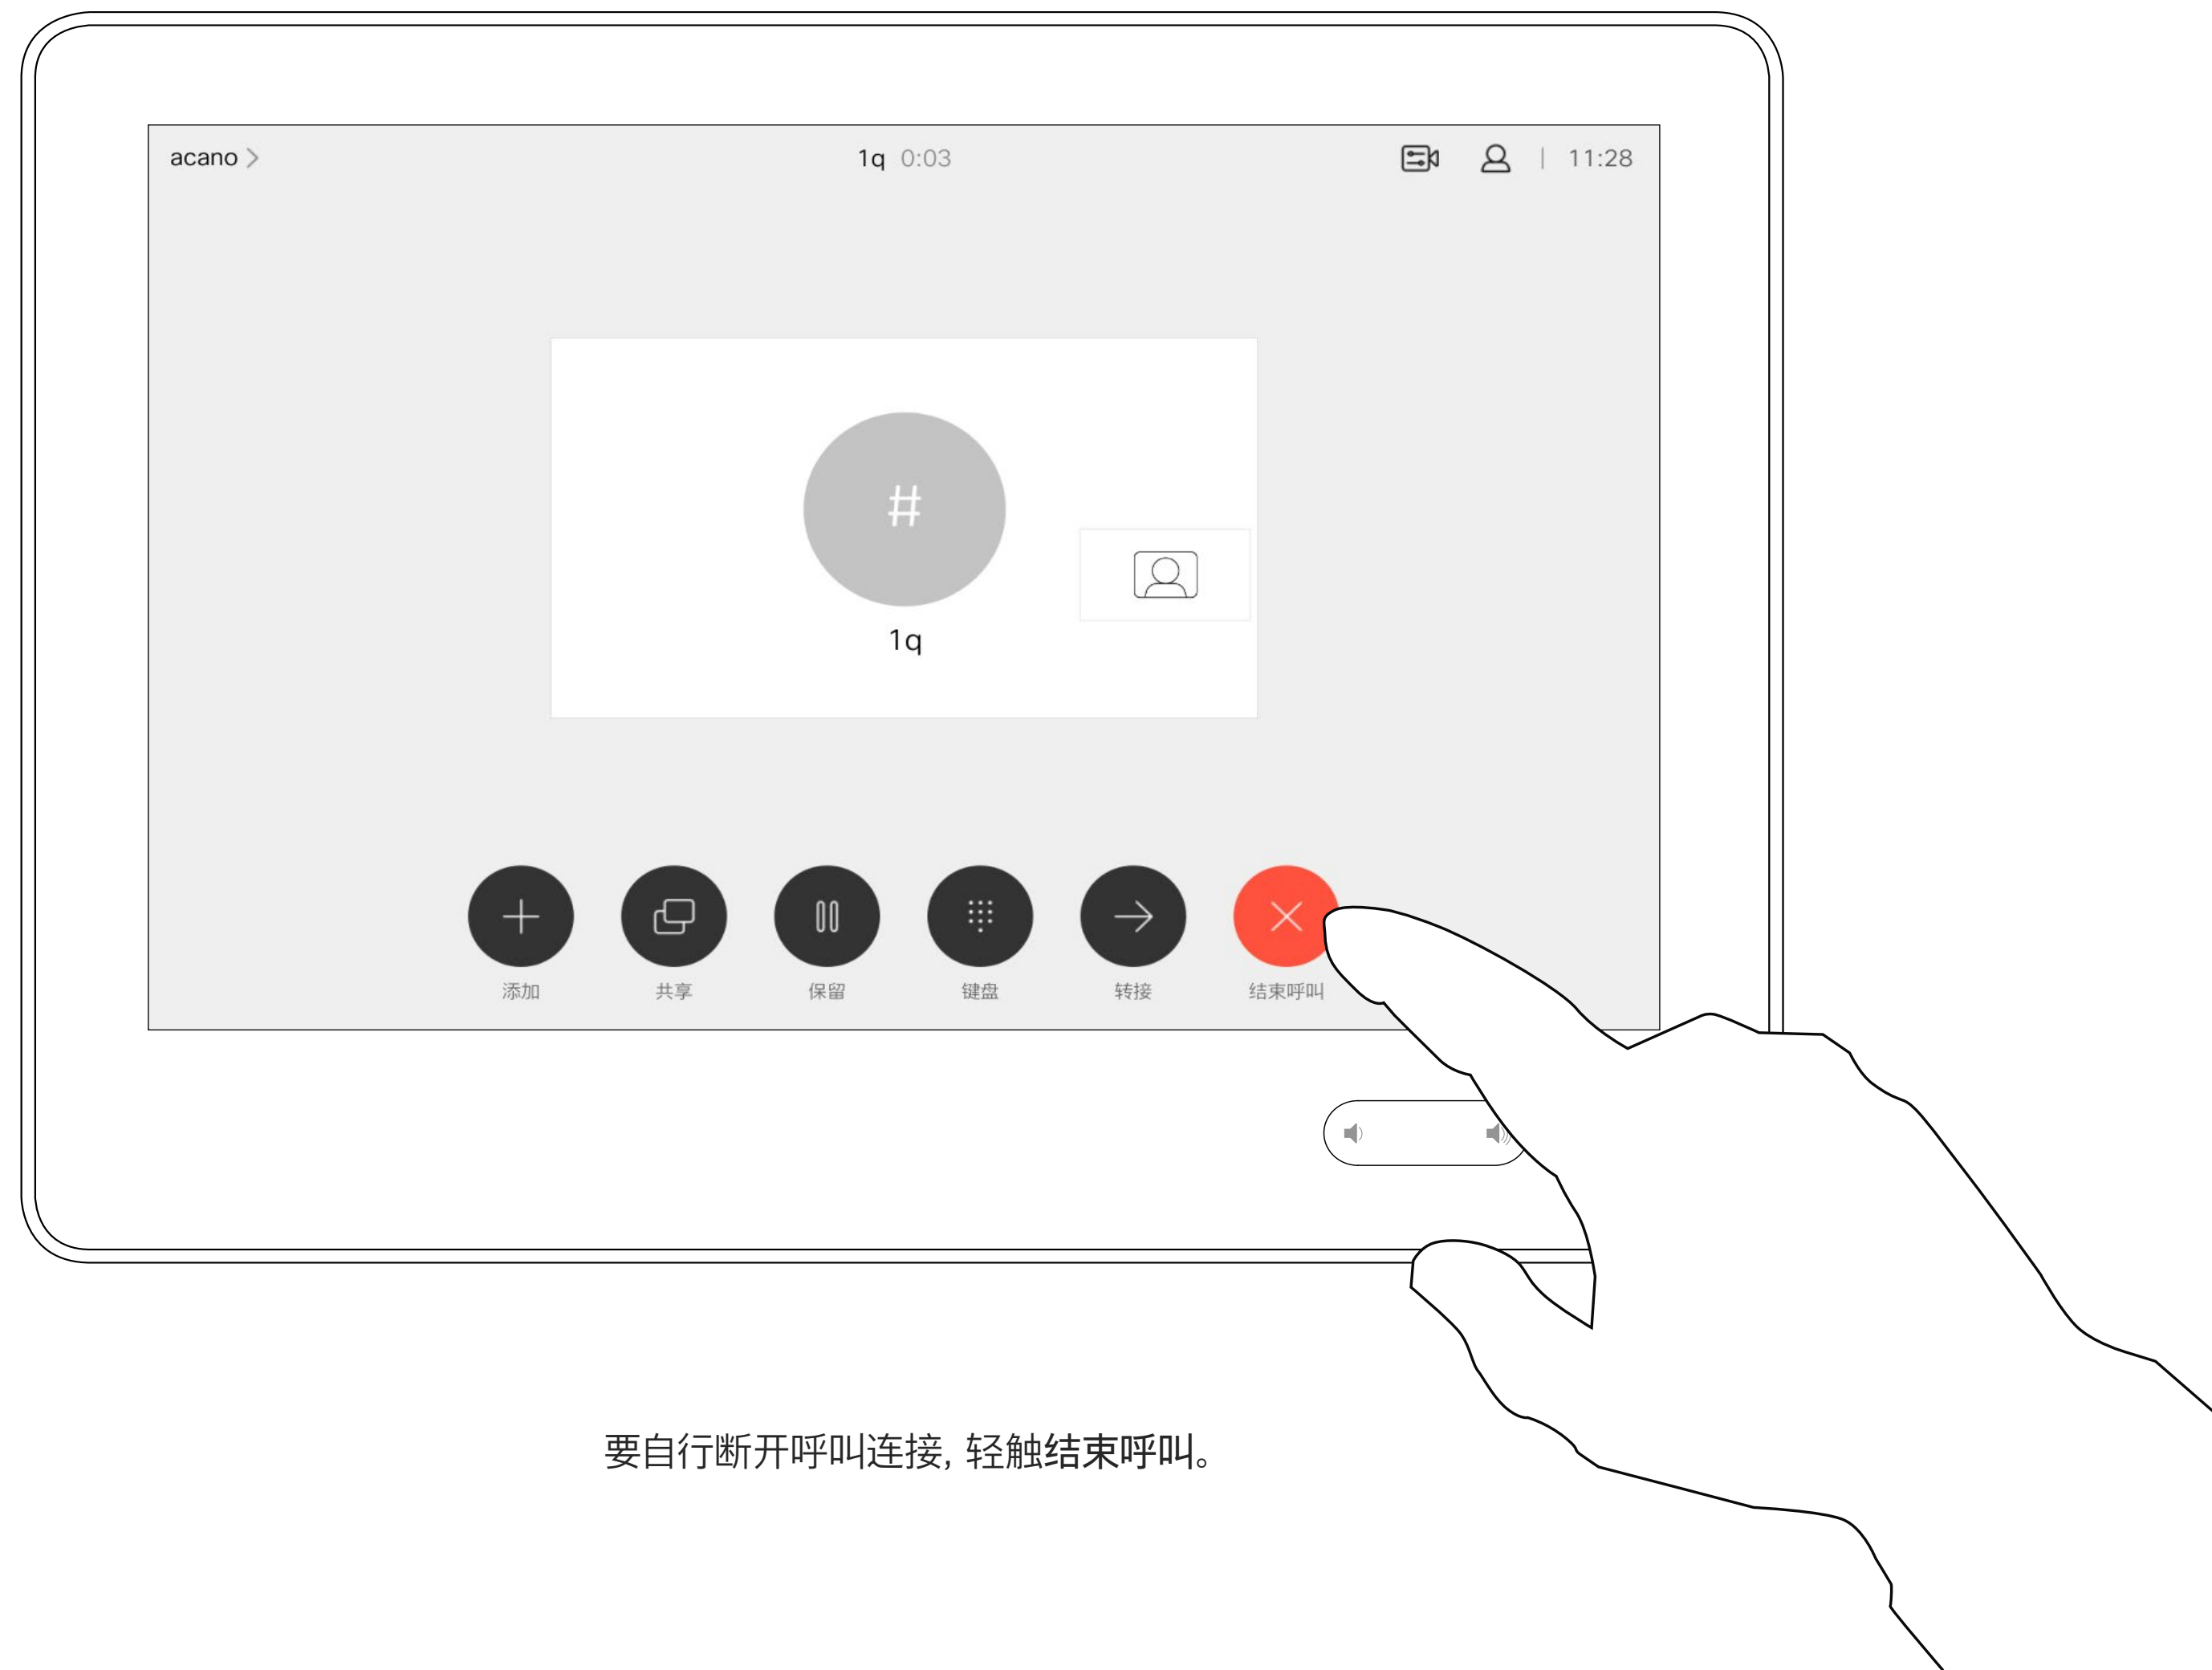 acano
1q 0:03
11:28
#
1q
添加
共享
保留
键盘
转接
结束呼叫
要自行断开呼叫连接, 轻触结束呼叫。